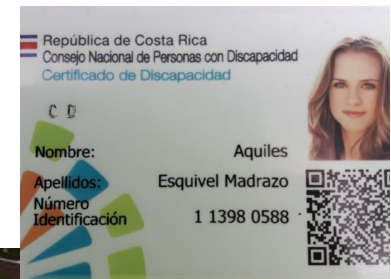 República de Costa Rica
Consejo Nacional de Personas con Discapacidad
Certificado de Discapacidad
C D
Nombre: Aquiles
Apellidos: Esquivel Madrazo
Número
Identificación 1 1398 0588